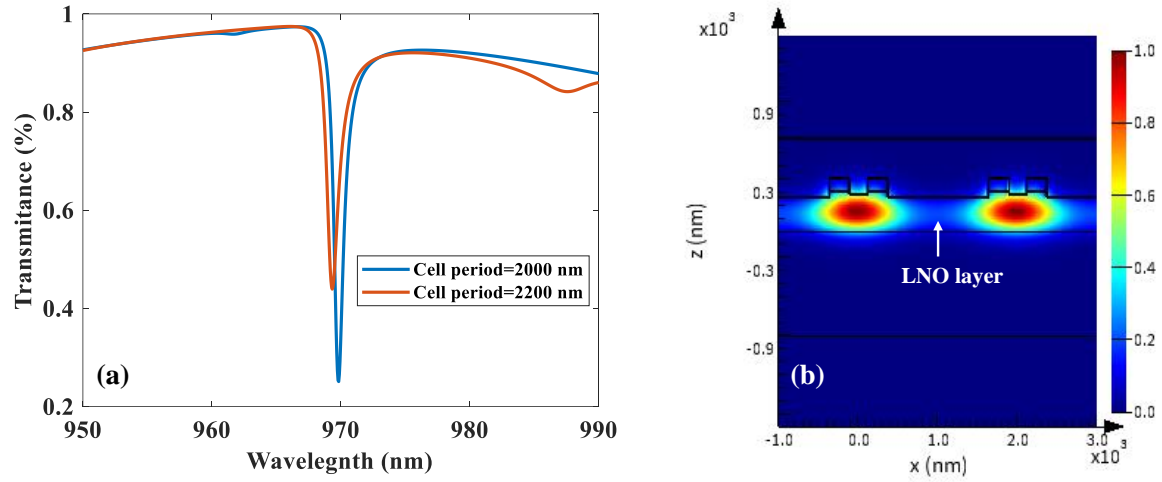 Transmitance (%)
1
0.8
0.6
0.4
0.2
950
960
970
980
990
Wavelegnth (nm)
Cell period=2000 nm
Cell period=2200 nm
(a)
x10³
z (nm)
0.9
0.3
-0.3
-0.9
-1.0
0.0
1.0
2.0
3.0
x10³
x (nm)
LNO layer
(b)
1.0
0.8
0.6
0.4
0.2
0.0